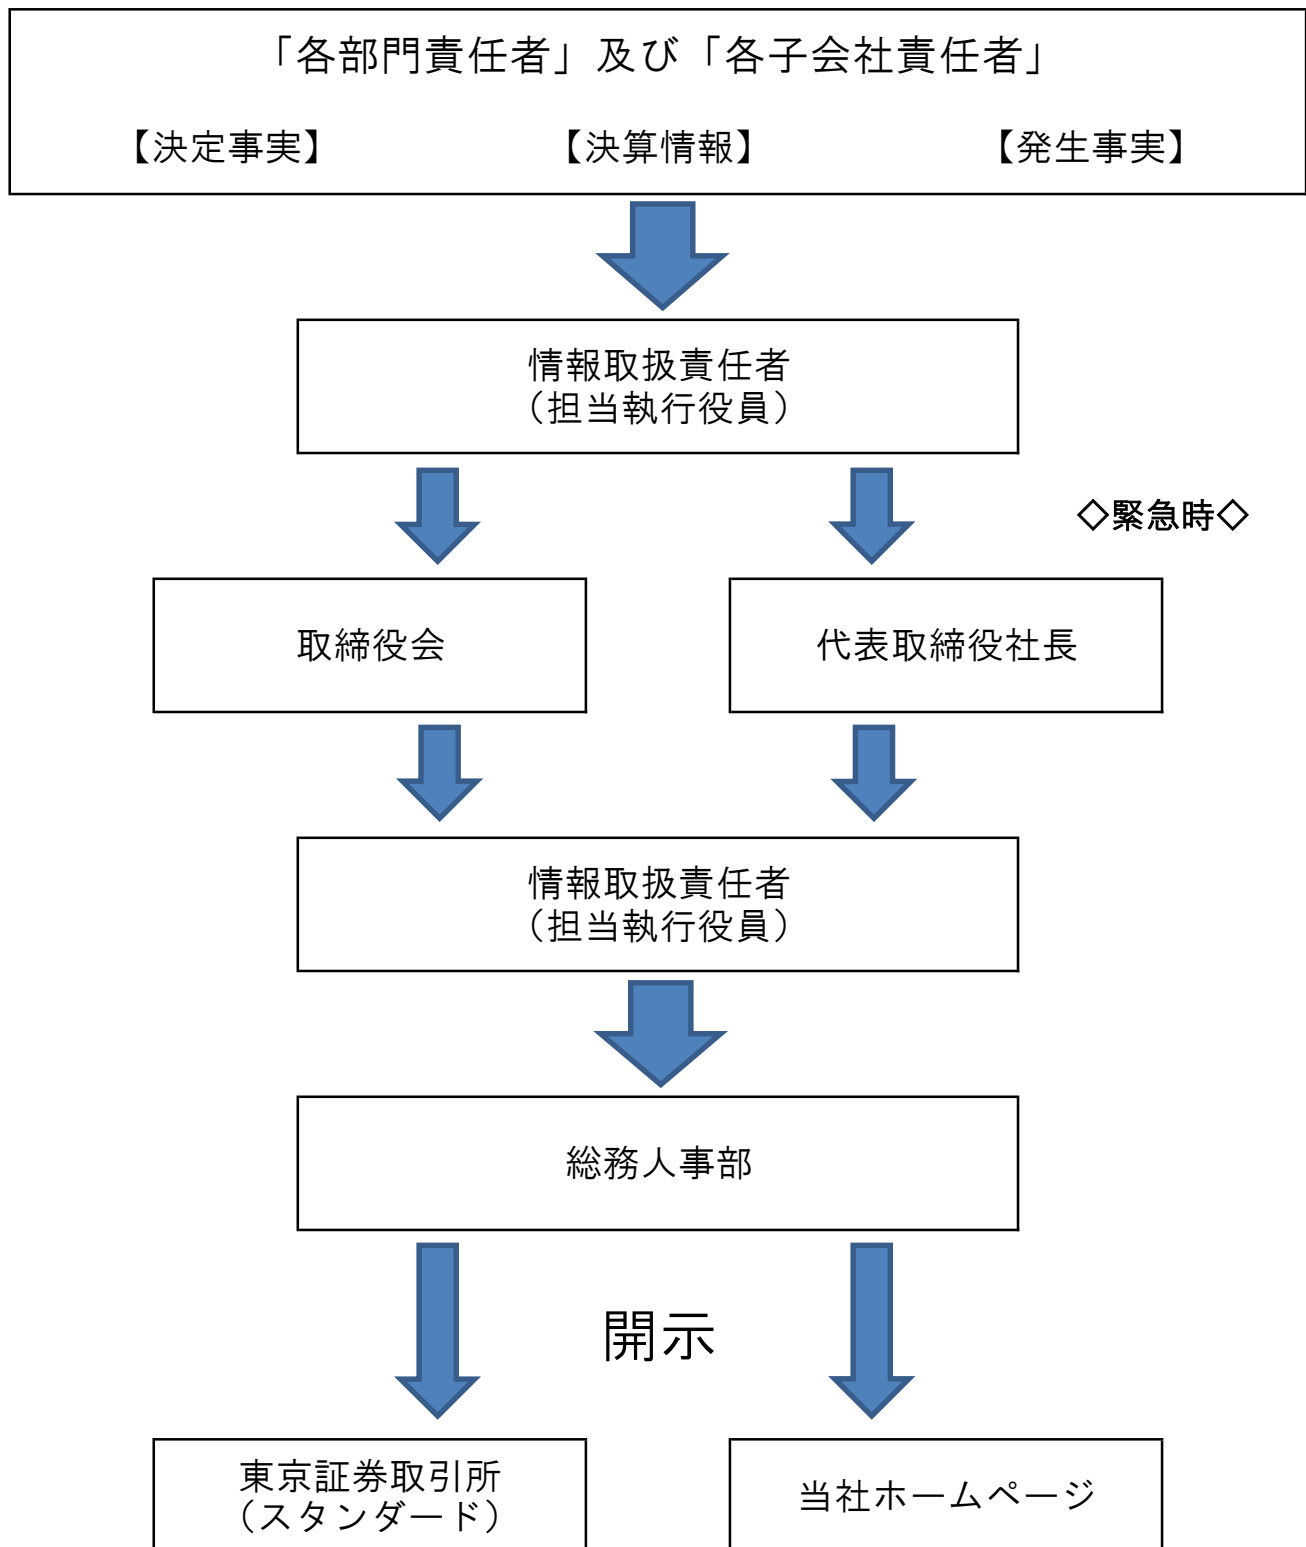 「各部門責任者」及び「各子会社責任者」
【決定事実】 【決算情報】 【発生事実】
情報取扱責任者
（担当執行役員）
◇緊急時◇
取締役会
代表取締役社長
情報取扱責任者
（担当執行役員）
総務人事部
開示
東京証券取引所
（スタンダード）
当社ホームページ